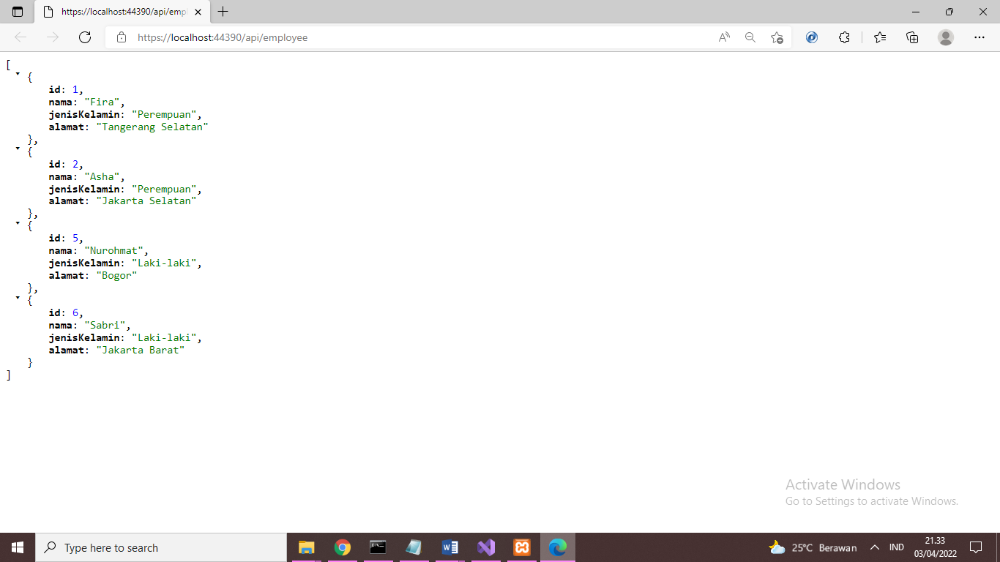 https://localhost:44390/api/emp
https://localhost:44390/api/employee
[
{
id: 1,
nama: "Fira",
jenisKelamin: "Perempuan",
alamat: "Tangerang Selatan"
},
{
id: 2,
nama: "Asha",
jenisKelamin: "Perempuan",
alamat: "Jakarta Selatan"
},
{
id: 5,
nama: "Nurohmat",
jenisKelamin: "Laki-laki",
alamat: "Bogor"
},
{
id: 6,
nama: "Sabri",
jenisKelamin: "Laki-laki",
alamat: "Jakarta Barat"
}
]
Activate Windows
Go to Settings to activate Windows.
Type here to search
25°C Berawan
IND
21.33
03/04/2022